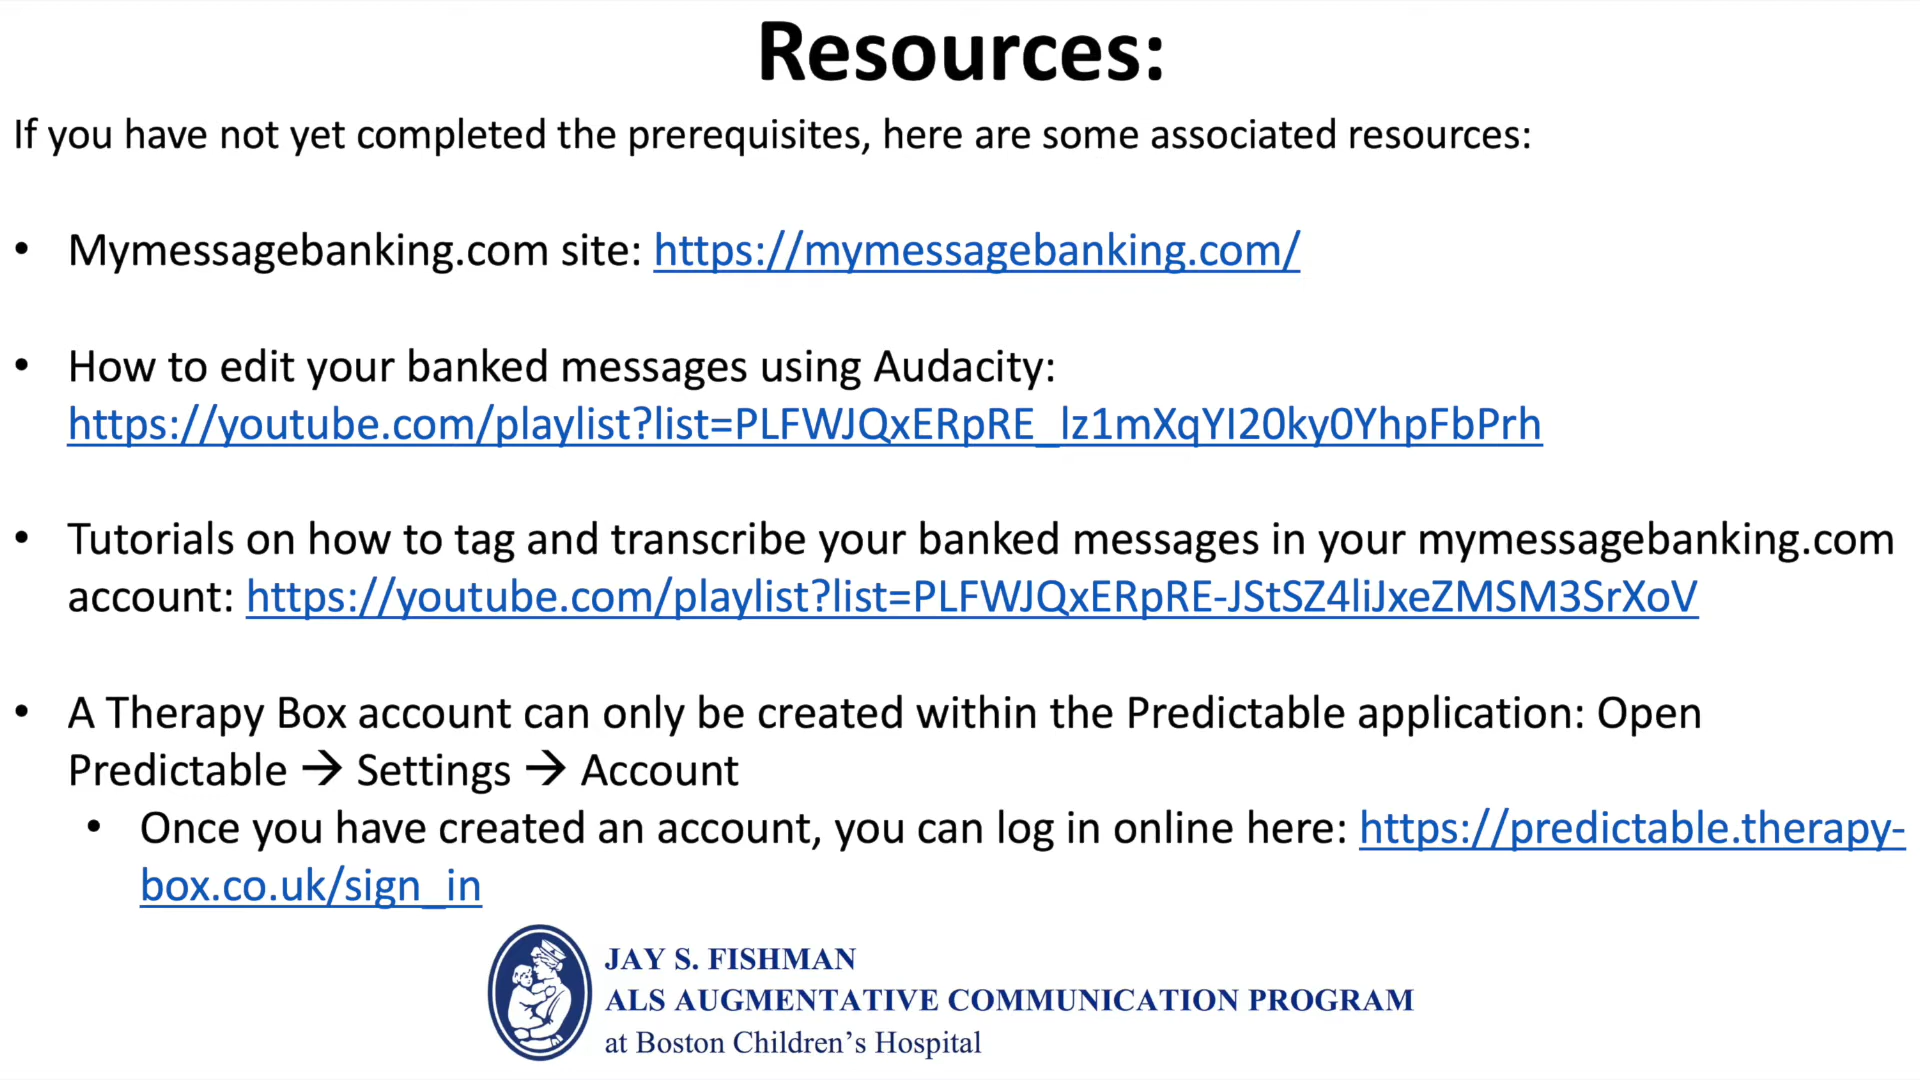 Resources:
If you have not yet completed the prerequisites, here are some associated resources:
• Mymessagebanking.com site: https://mymessagebanking.com/
• How to edit your banked messages using Audacity:
https://youtube.com/playlist?list=PLFWJQxERpRE_lz1mXqYI20ky0YhpFbPrh
• Tutorials on how to tag and transcribe your banked messages in your mymessagebanking.com
account: https://youtube.com/playlist?list=PLFWJQxERpRE-JStSZ4liJxeZMSM3SrXoV
• A Therapy Box account can only be created within the Predictable application: Open
Predictable → Settings → Account
• Once you have created an account, you can log in online here: https://predictable.therapy-
box.co.uk/sign_in
JAY S. FISHMAN
ALS AUGMENTATIVE COMMUNICATION PROGRAM
at Boston Children’s Hospital